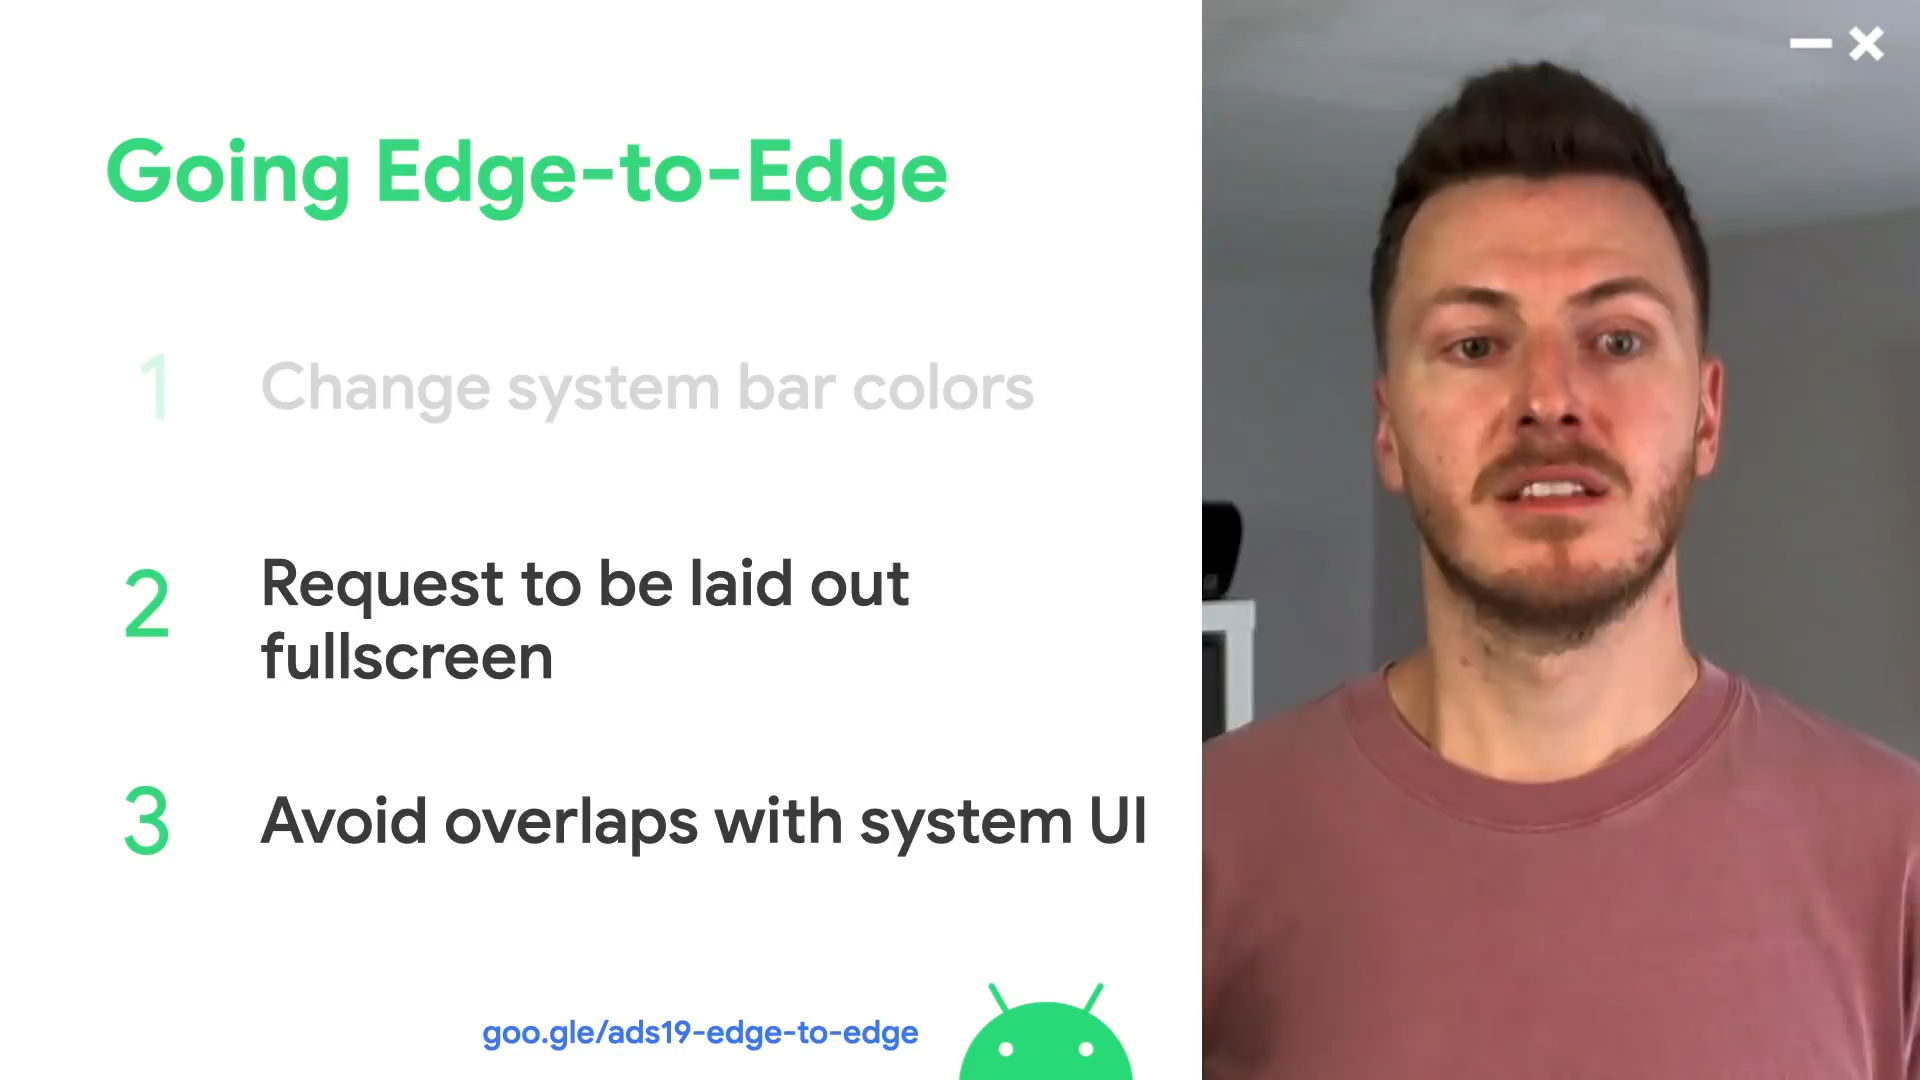 Going Edge-to-Edge
1 Change system bar colors
2 Request to be laid out
fullscreen
3 Avoid overlaps with system UI
goo.gle/ads19-edge-to-edge